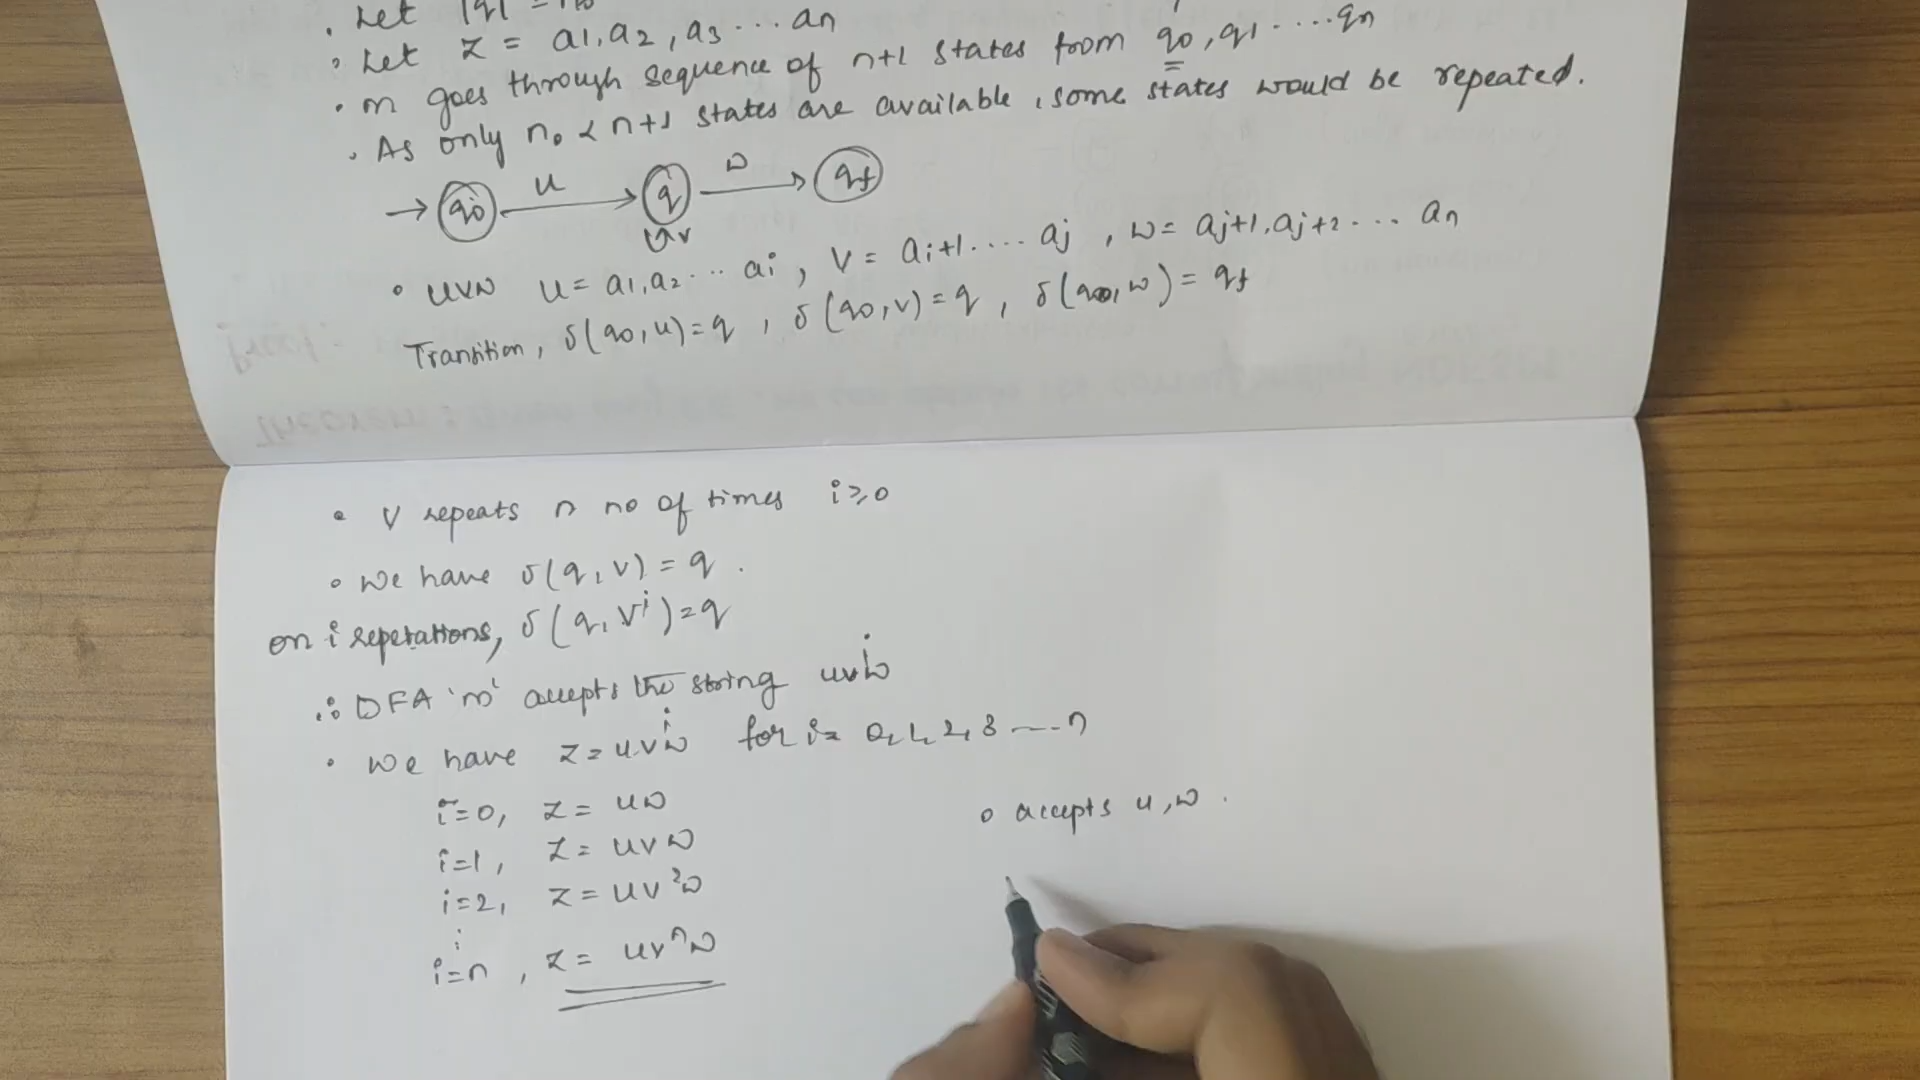 . Let |q| = n0
. Let z = a1, a2, a3 ... an
. m goes through sequence of n+1 states from q0, q1 .... qn
. As only n0 < n+1 states are available, some states would be repeated.
→ q0 u → q w → qf
v
. uvw u = a1, a2 ... ai, v = ai+1 .... aj, w = aj+1, aj+2 ... an
Transition, δ(q0, u) = q, δ(q0, v) = q, δ(q0, w) = qf
. V repeats n no of times i ≥ 0
. we have δ(q, v) = q.
on i repetations, δ(q, v^i) = q
∴ DFA 'm' accepts the string uv^iw
. we have z = uv^iw for i = 0, 1, 2, 3 .... n
i=0, z = uw
o accepts u, w.
i=1, z = uvw
i=2, z = uv²w
⋮
i=n, z = uv^nw